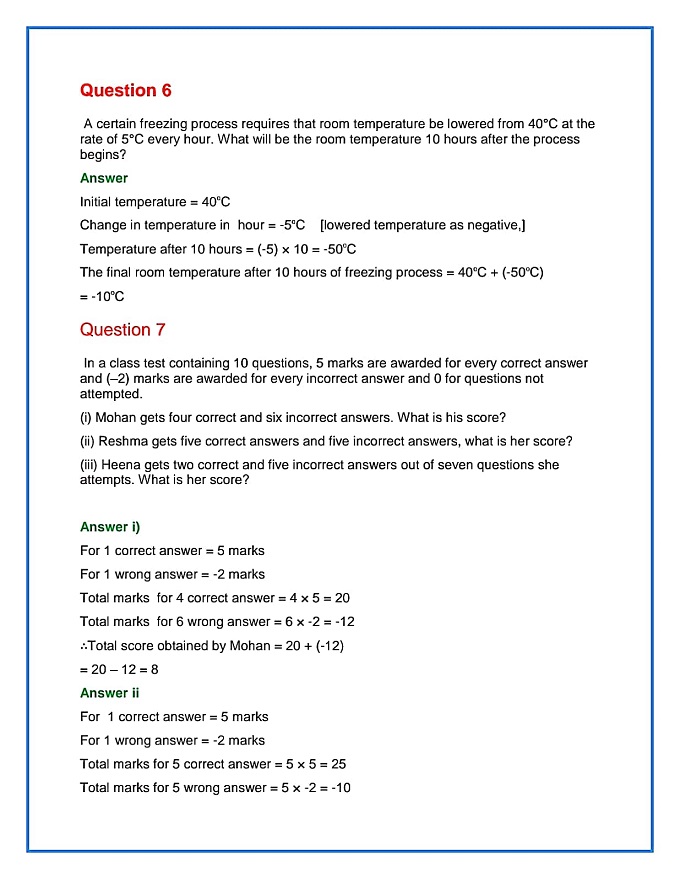 Question 6
A certain freezing process requires that room temperature be lowered from 40°C at the
rate of 5°C every hour. What will be the room temperature 10 hours after the process
begins?
Answer
Initial temperature = 40°C
Change in temperature in  hour = -5°C    [lowered temperature as negative,]
Temperature after 10 hours = (-5) × 10 = -50°C
The final room temperature after 10 hours of freezing process = 40°C + (-50°C)
= -10°C
Question 7
In a class test containing 10 questions, 5 marks are awarded for every correct answer
and (–2) marks are awarded for every incorrect answer and 0 for questions not
attempted.
(i) Mohan gets four correct and six incorrect answers. What is his score?
(ii) Reshma gets five correct answers and five incorrect answers, what is her score?
(iii) Heena gets two correct and five incorrect answers out of seven questions she
attempts. What is her score?
Answer i)
For 1 correct answer = 5 marks
For 1 wrong answer = -2 marks
Total marks  for 4 correct answer = 4 × 5 = 20
Total marks  for 6 wrong answer = 6 × -2 = -12
∴Total score obtained by Mohan = 20 + (-12)
= 20 – 12 = 8
Answer ii
For  1 correct answer = 5 marks
For 1 wrong answer = -2 marks
Total marks for 5 correct answer = 5 × 5 = 25
Total marks for 5 wrong answer = 5 × -2 = -10